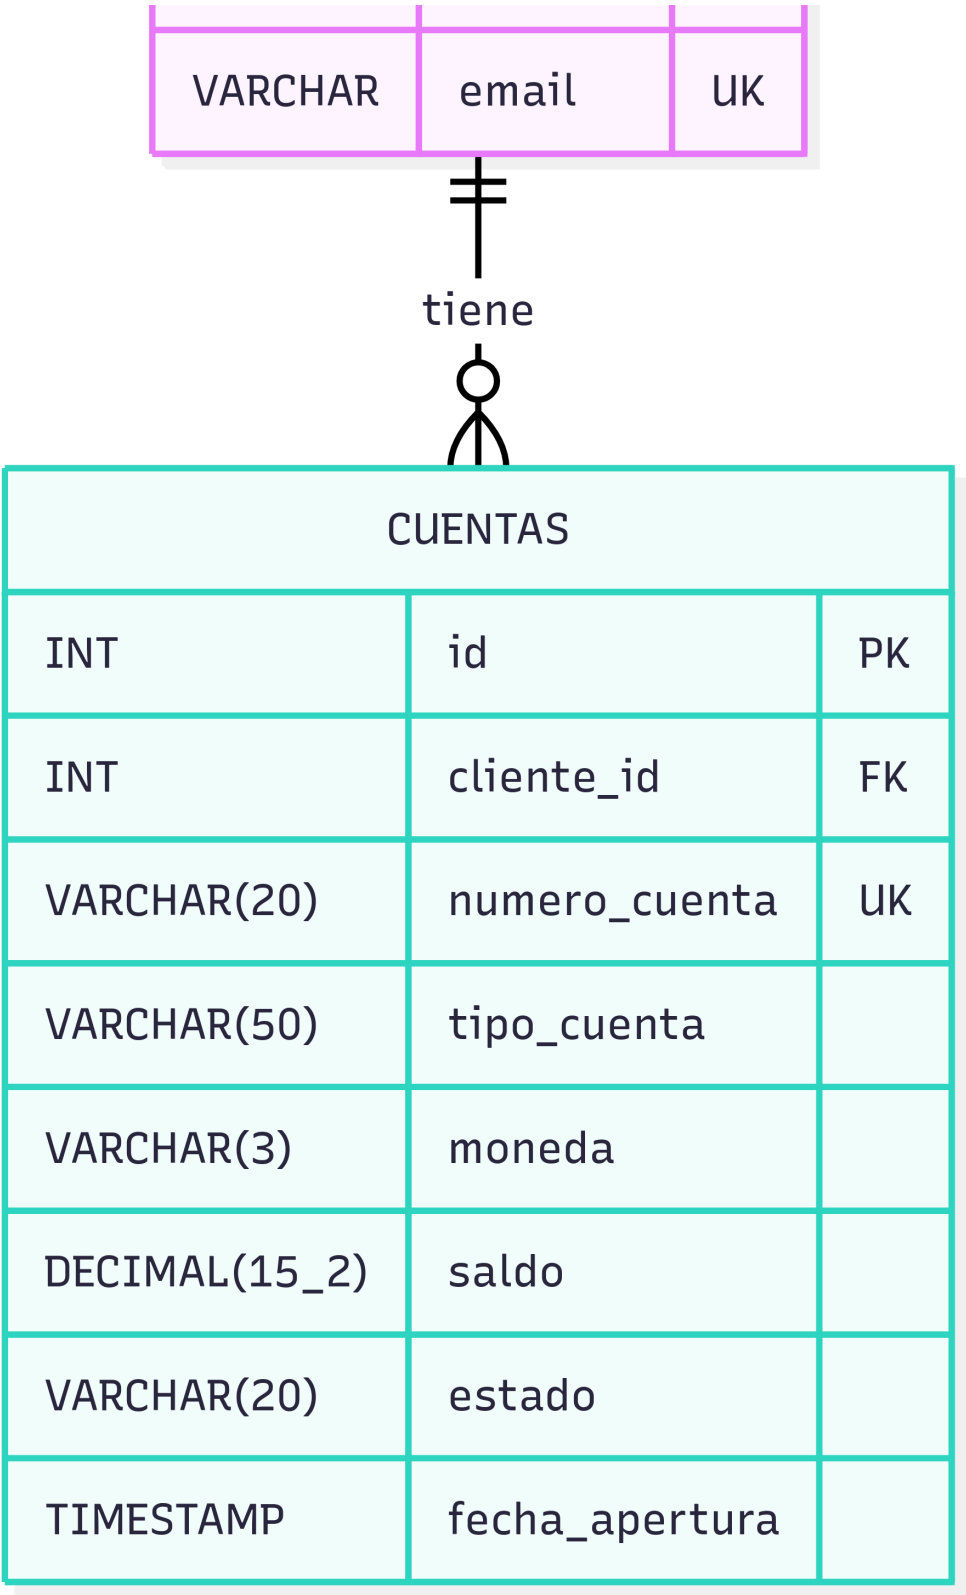 VARCHAR email UK
tiene
CUENTAS
INT id PK
INT cliente_id FK
VARCHAR(20) numero_cuenta UK
VARCHAR(50) tipo_cuenta
VARCHAR(3) moneda
DECIMAL(15_2) saldo
VARCHAR(20) estado
TIMESTAMP fecha_apertura